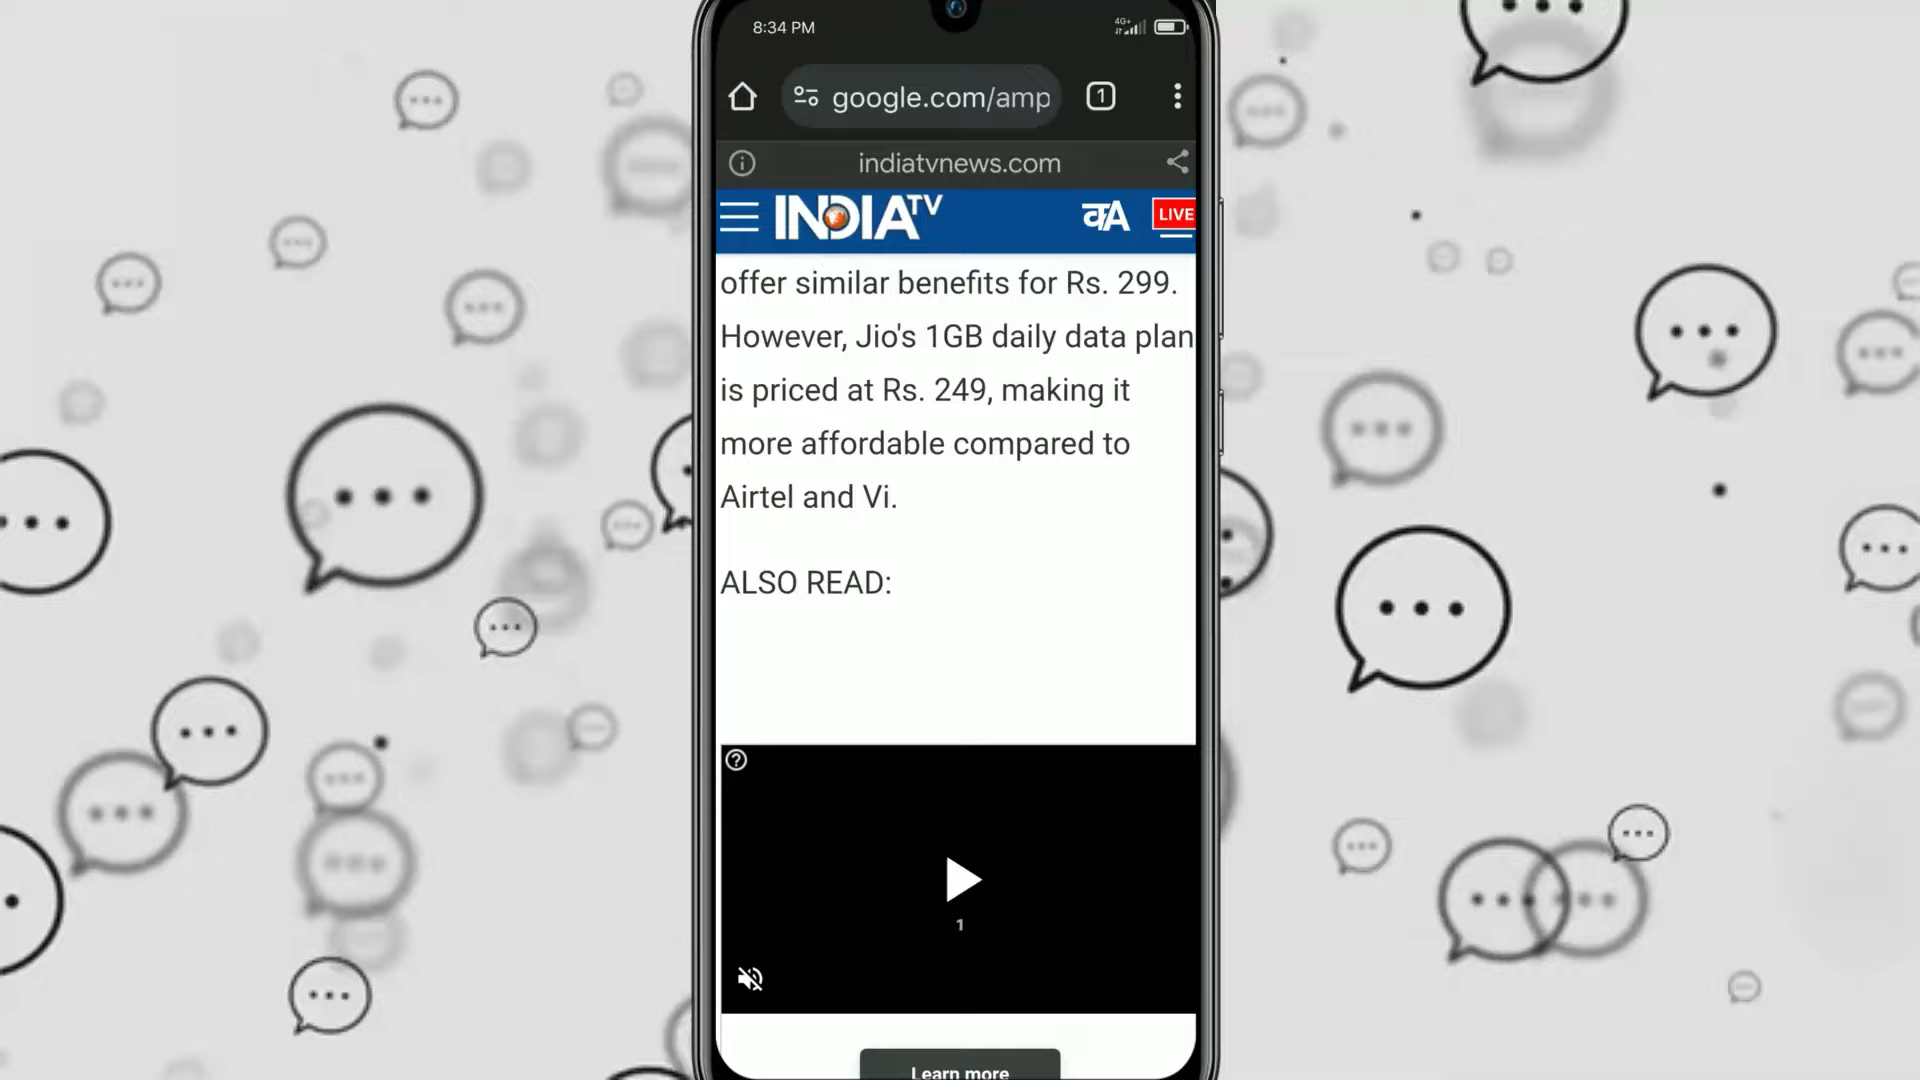 8:34 PM
4G+
google.com/amp
1
indiatvnews.com
INDIA TV
क A
LIVE
offer similar benefits for Rs. 299.
However, Jio's 1GB daily data plan
is priced at Rs. 249, making it
more affordable compared to
Airtel and Vi.
ALSO READ:
1
Learn more